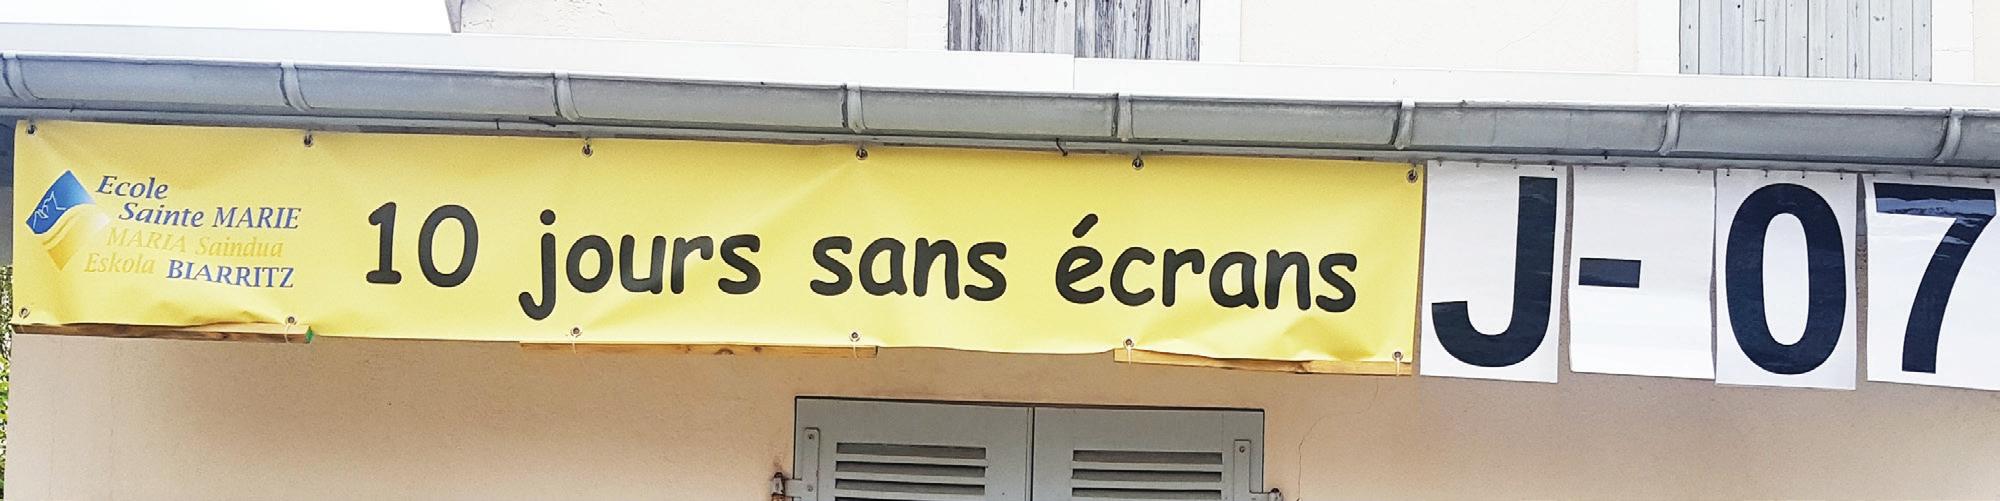 Ecole
Sainte MARIE
MARIA Saindua
Eskola BIARRITZ
10 jours sans écrans
J-07